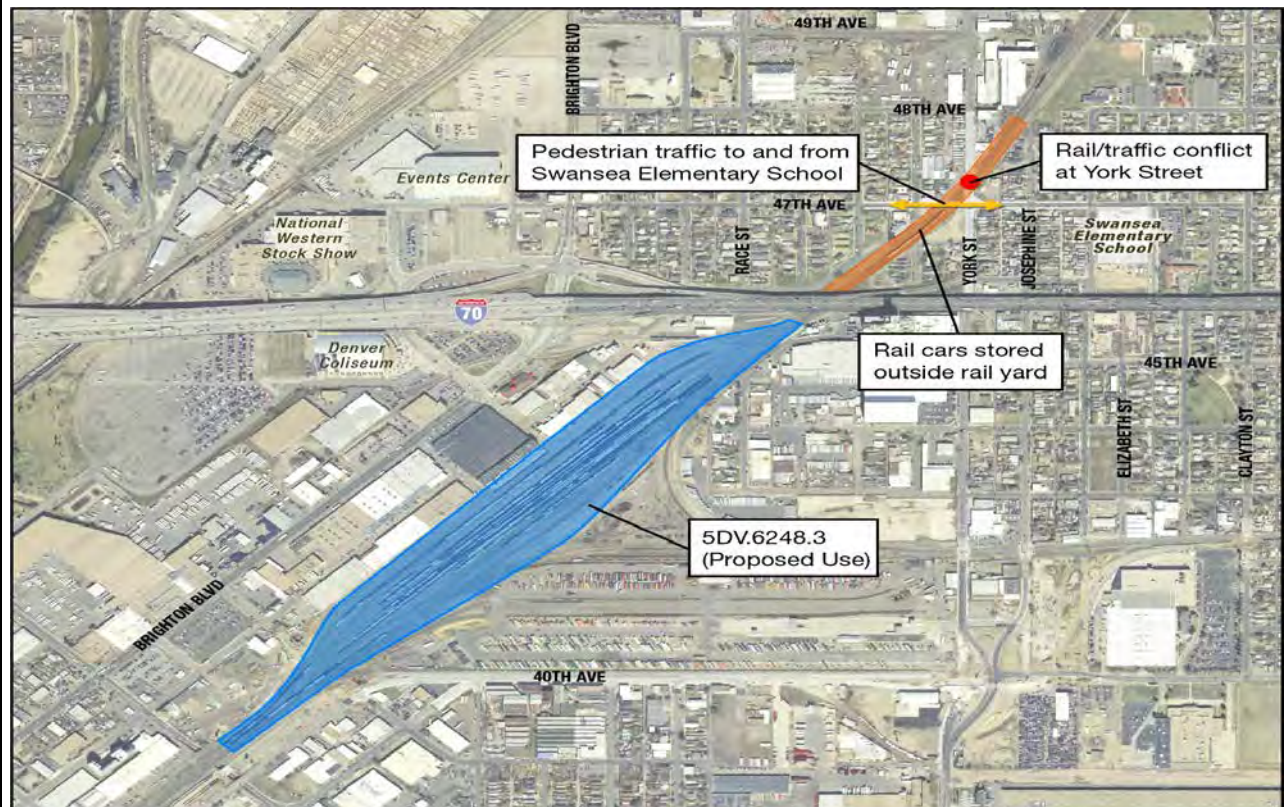 49TH AVE
BRIGHTON BLVD
48TH AVE
Pedestrian traffic to and from
Swansea Elementary School
Rail/traffic conflict
at York Street
Events Center
47TH AVE
National
Western
Stock Show
RACE ST
YORK ST
JOSEPHINE ST
Swansea
Elementary
School
70
Denver
Coliseum
Rail cars stored
outside rail yard
45TH AVE
ELIZABETH ST
CLAYTON ST
5DV.6248.3
(Proposed Use)
BRIGHTON BLVD
40TH AVE